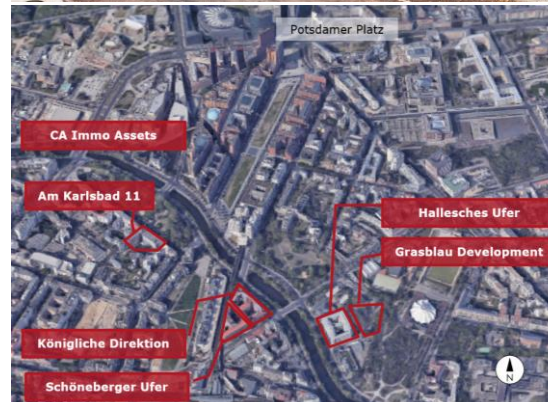 Potsdamer Platz
CA Immo Assets
Am Karlsbad 11
Hallesches Ufer
Grasblau Development
Königliche Direktion
Schöneberger Ufer
N